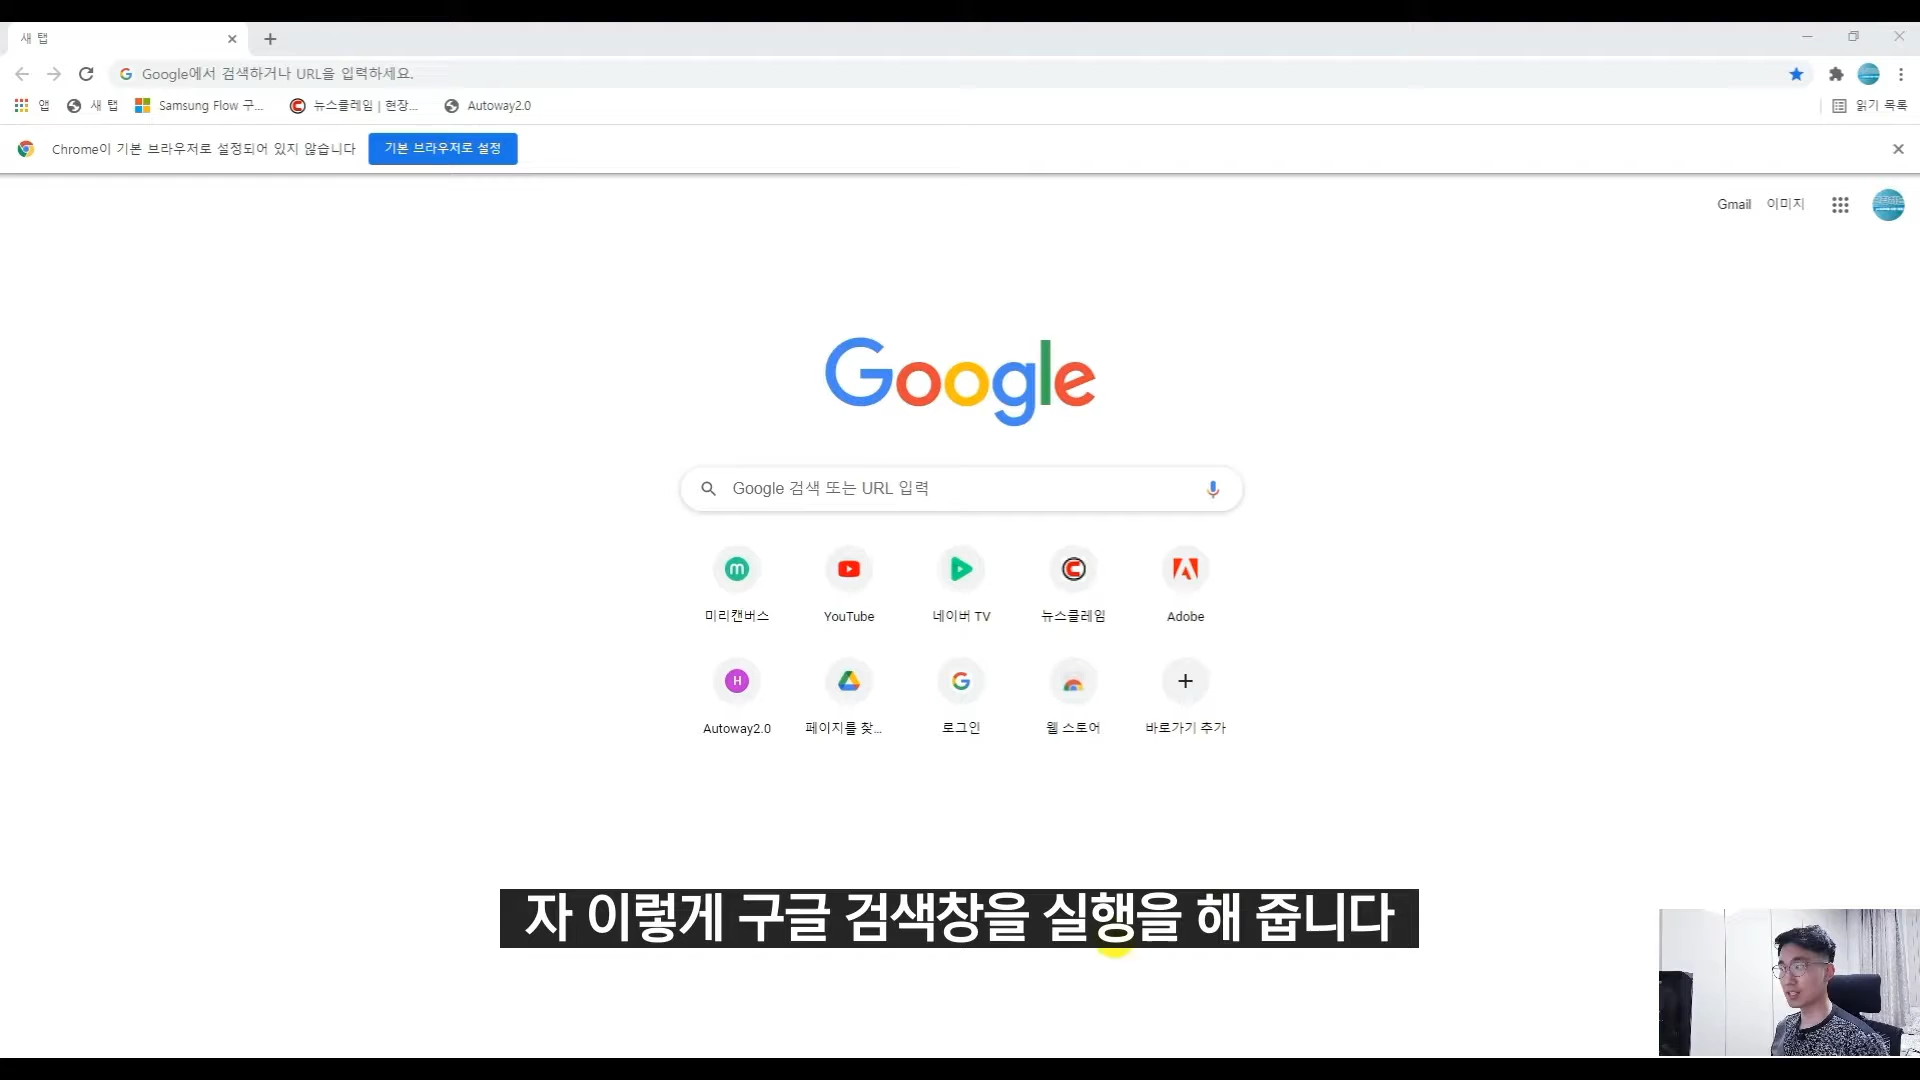 새 탭
Google에서 검색하거나 URL을 입력하세요.
앱 새 탭 Samsung Flow 구... 뉴스클레임 | 현장... Autoway2.0 읽기 목록
Chrome이 기본 브라우저로 설정되어 있지 않습니다 기본 브라우저로 설정
Gmail 이미지
Google
Google 검색 또는 URL 입력
미리캔버스 YouTube 네이버 TV 뉴스클레임 Adobe
H
Autoway2.0 페이지를 찾... 로그인 웹 스토어 바로가기 추가
자 이렇게 구글 검색창을 실행을 해 줍니다